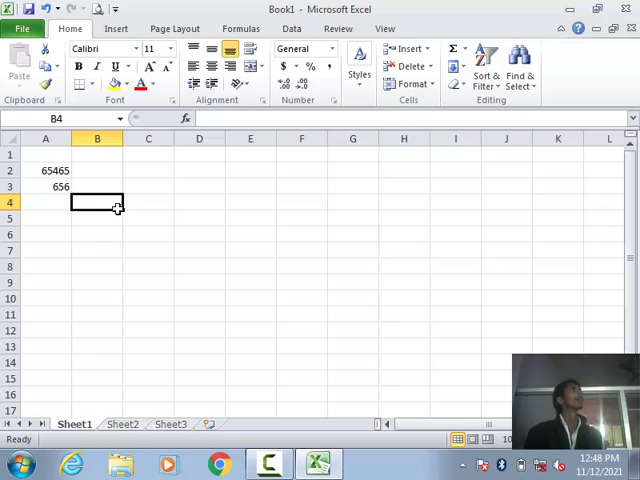 Book1 - Microsoft Excel
File Home Insert Page Layout Formulas Data Review View
Paste
Calibri 11
B I U A A
A
General
$ % ,
Styles
Insert
Delete
Format
Σ
Sort & Filter
Find & Select
Clipboard Font Alignment Number Cells Editing
B4 fx
A B C D E F G H I J K L
1
2 65465
3 656
4
5
6
7
8
9
10
11
12
13
14
15
16
17
Sheet1 Sheet2 Sheet3
Ready 10
12:48 PM
11/12/2021